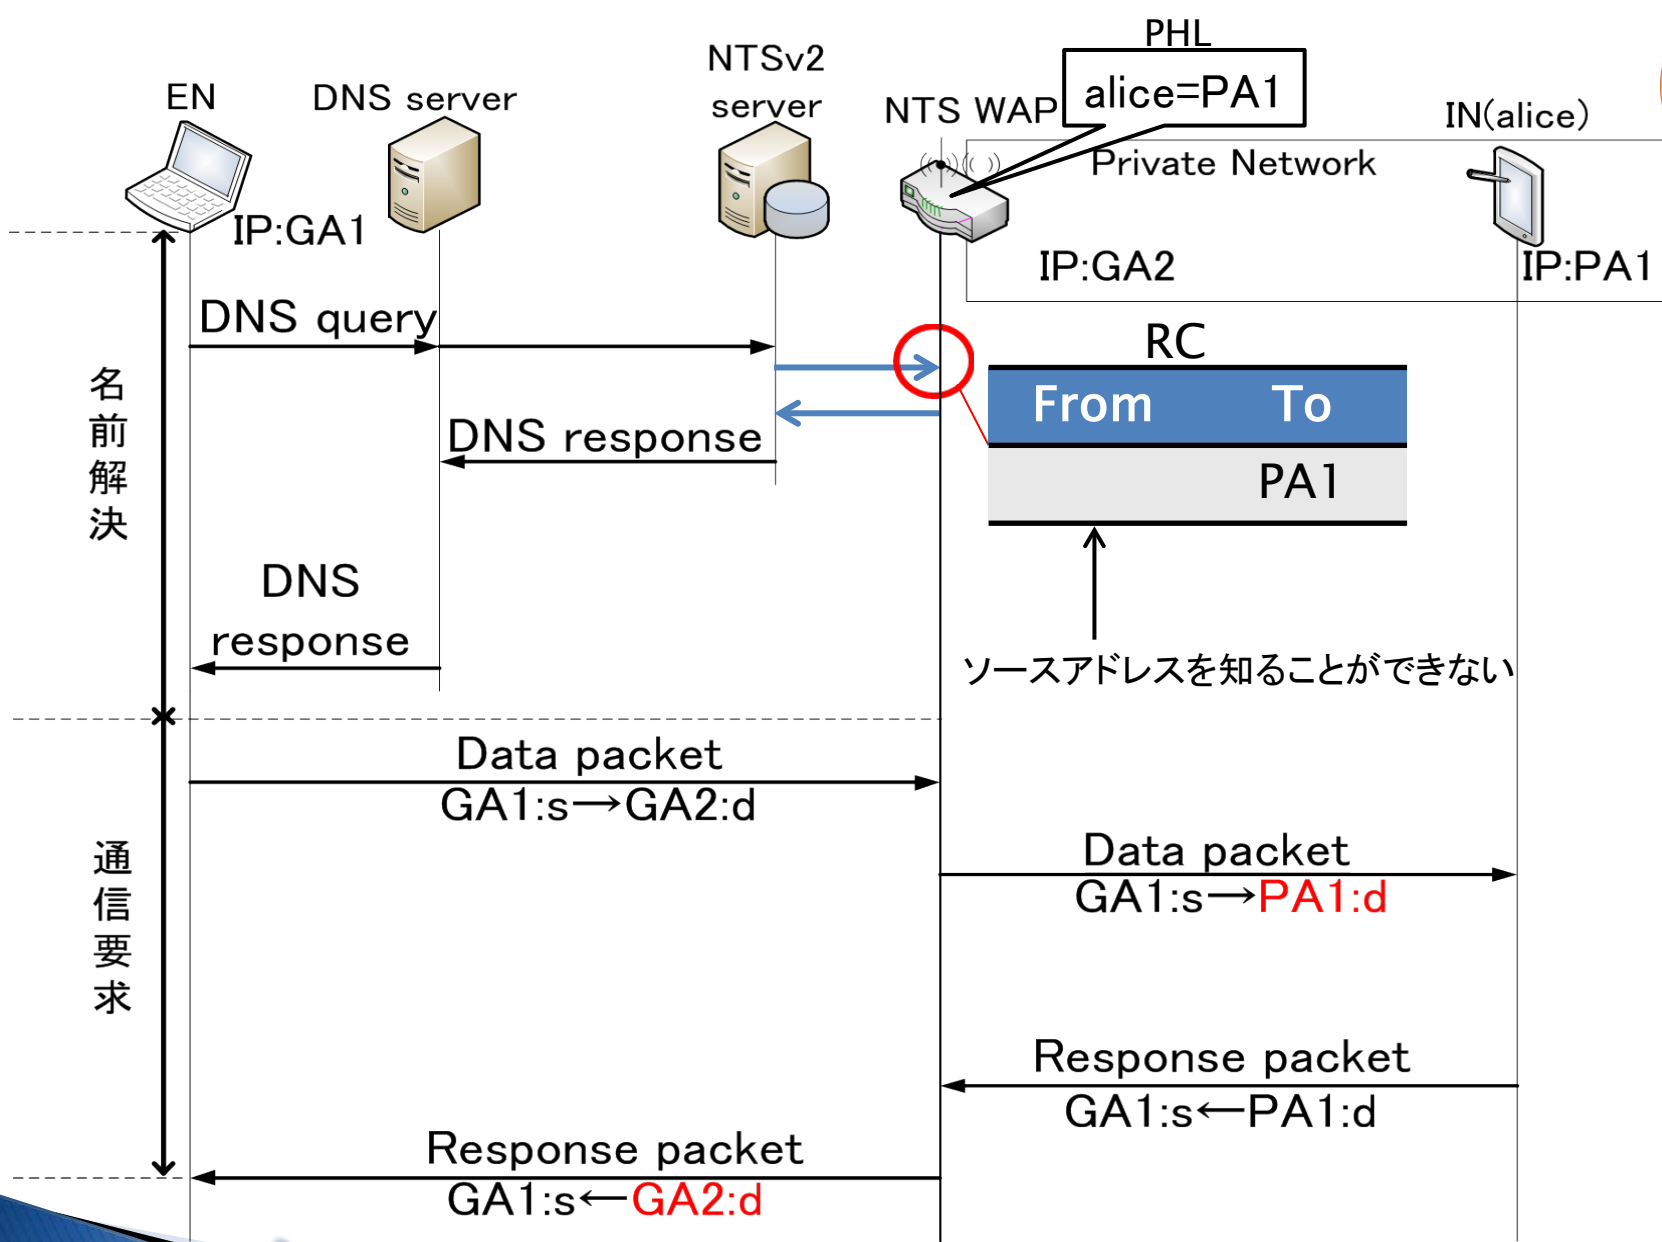 PHL
alice=PA1
EN
DNS server
NTSv2
server
NTS WAP
IN(alice)
Private Network
IP:GA1
IP:GA2
IP:PA1
名前解決
DNS query
RC
From To
PA1
DNS response
DNS
response
ソースアドレスを知ることができない
通信要求
Data packet
GA1:s→GA2:d
Data packet
GA1:s→PA1:d
Response packet
GA1:s←PA1:d
Response packet
GA1:s←GA2:d